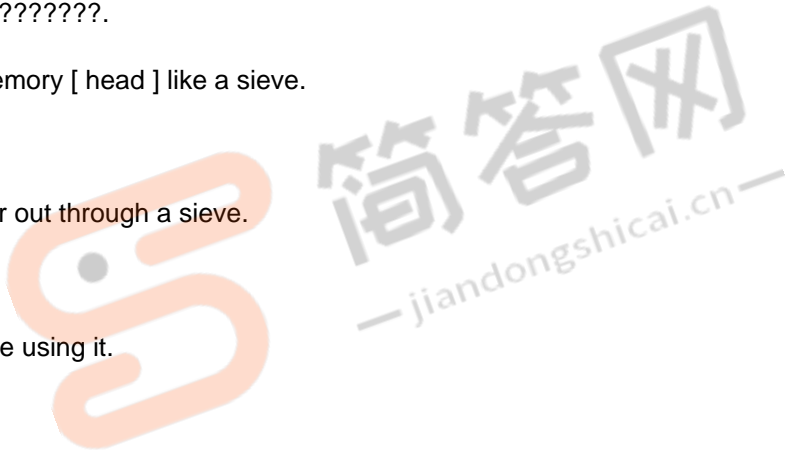 ???????.
emory [ head ] like a sieve.
r out through a sieve.
e using it.
简答网
— jiandongshicai.cn —